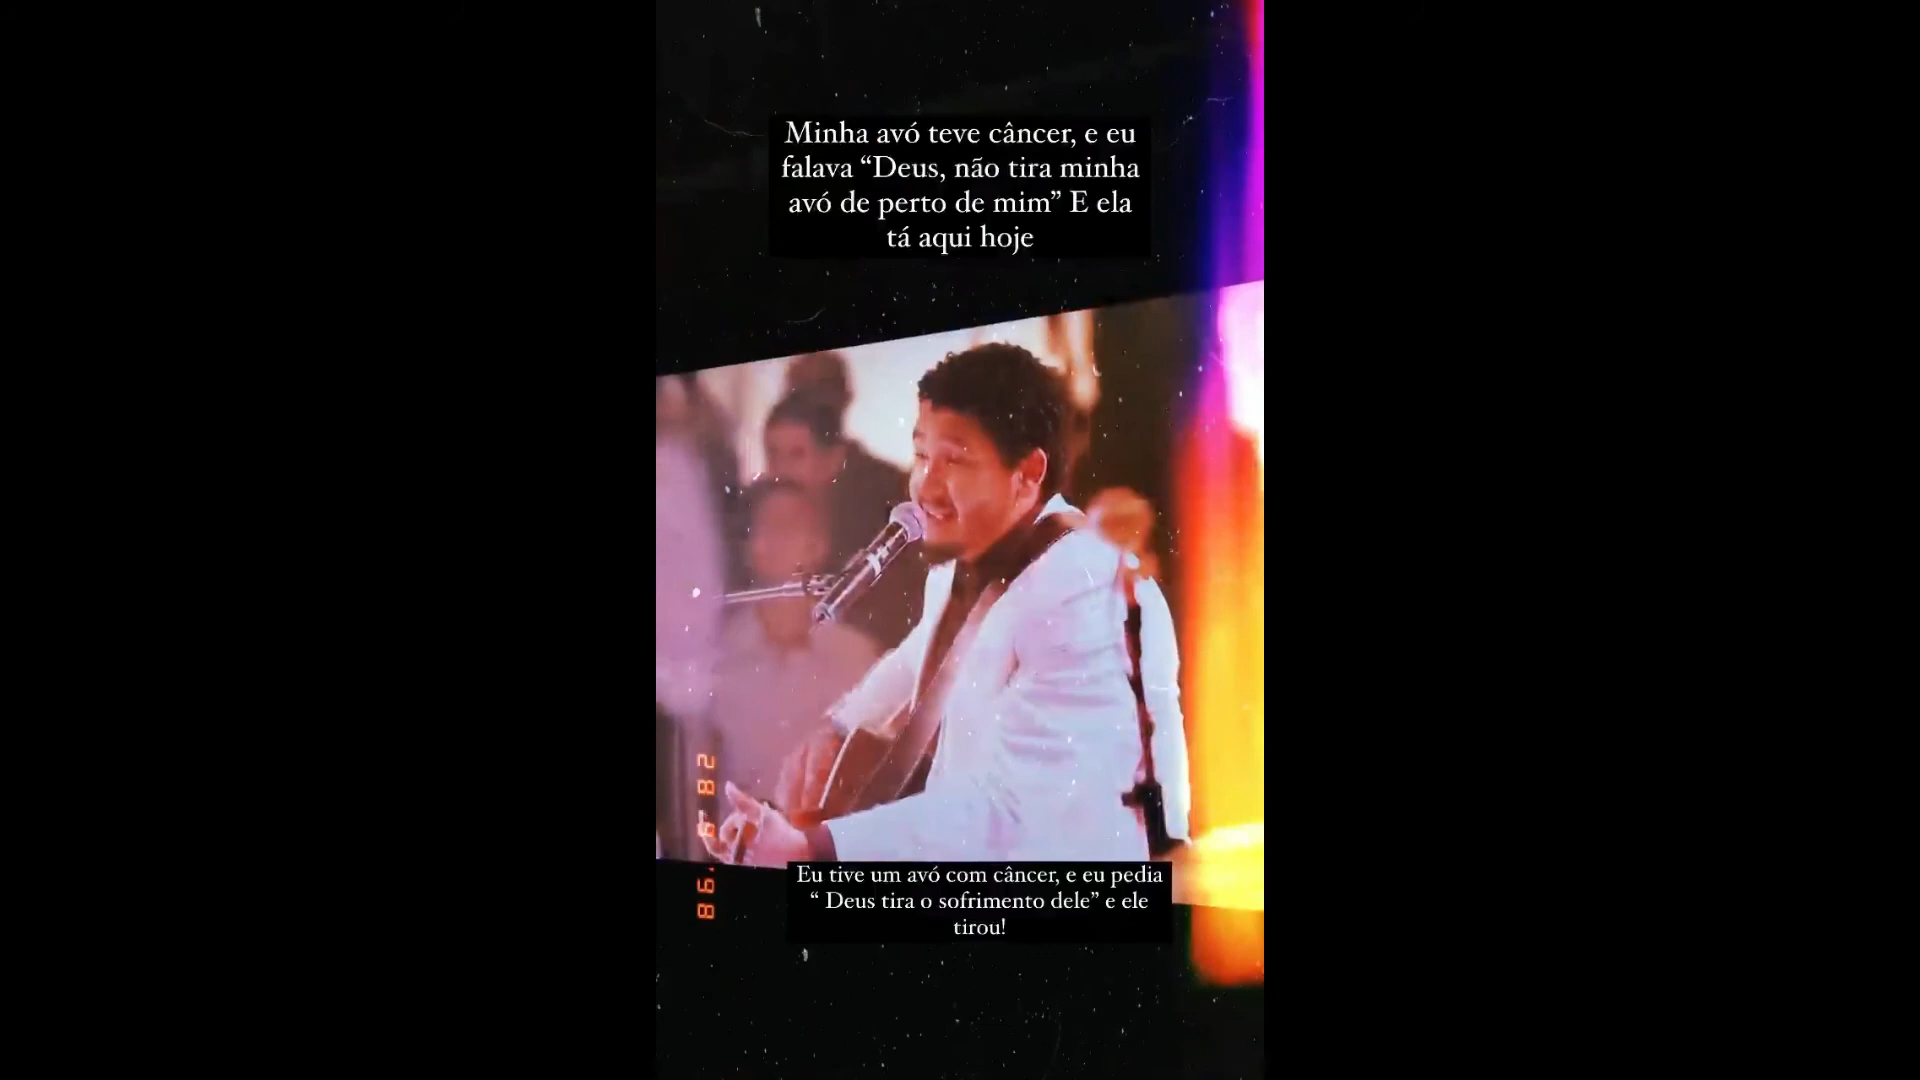 Minha avó teve câncer, e eu
falava “Deus, não tira minha
avó de perto de mim” E ela
tá aqui hoje
Eu tive um avó com câncer, e eu pedia
“ Deus tira o sofrimento dele” e ele
tirou!